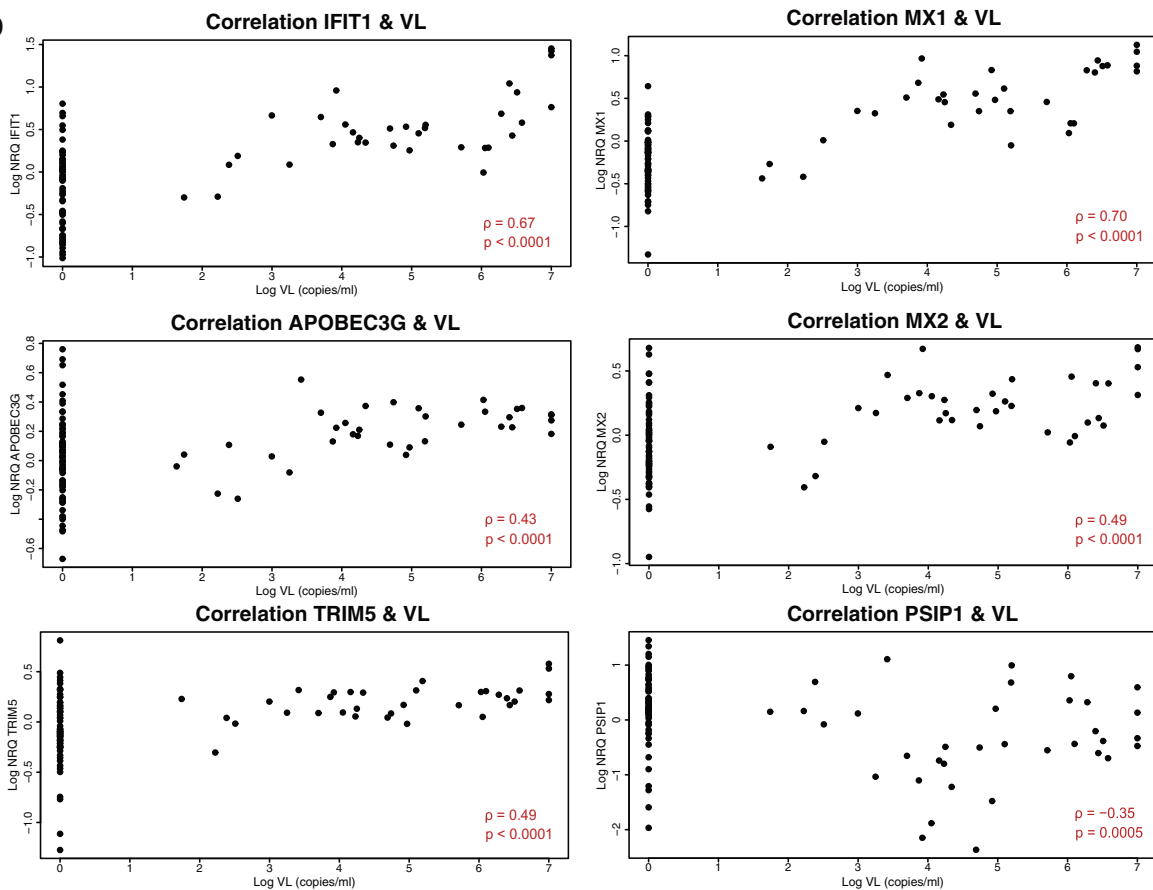 Correlation IFIT1 & VL
Log NRQ IFIT1
1.5
1.0
0.5
0.0
−0.5
−1.0
ρ = 0.67
p < 0.0001
0 1 2 3 4 5 6 7
Log VL (copies/ml)
Correlation MX1 & VL
Log NRQ MX1
1.0
0.5
0.0
−0.5
−1.0
ρ = 0.70
p < 0.0001
0 1 2 3 4 5 6 7
Log VL (copies/ml)
Correlation APOBEC3G & VL
Log NRQ APOBEC3G
0.8
0.6
0.4
0.2
0.0
−0.2
−0.6
ρ = 0.43
p < 0.0001
0 1 2 3 4 5 6 7
Log VL (copies/ml)
Correlation MX2 & VL
Log NRQ MX2
0.5
0.0
−0.5
−1.0
ρ = 0.49
p < 0.0001
0 1 2 3 4 5 6 7
Log VL (copies/ml)
Correlation TRIM5 & VL
Log NRQ TRIM5
0.5
0.0
−1.0
ρ = 0.49
p < 0.0001
0 1 2 3 4 5 6 7
Log VL (copies/ml)
Correlation PSIP1 & VL
Log NRQ PSIP1
1
0
−1
−2
ρ = −0.35
p = 0.0005
0 1 2 3 4 5 6 7
Log VL (copies/ml)